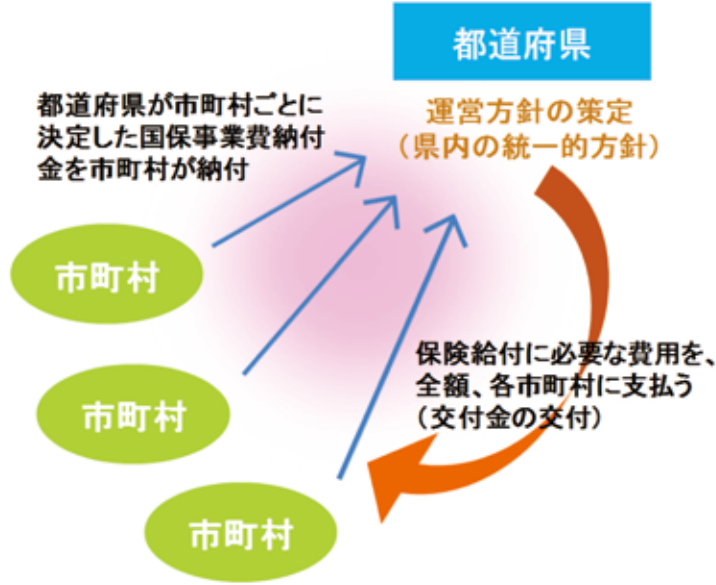 都道府県
都道府県が市町村ごとに
決定した国保事業費納付
金を市町村が納付
運営方針の策定
（県内の統一的方針）
市町村
保険給付に必要な費用を、
全額、各市町村に支払う
（交付金の交付）
市町村
市町村